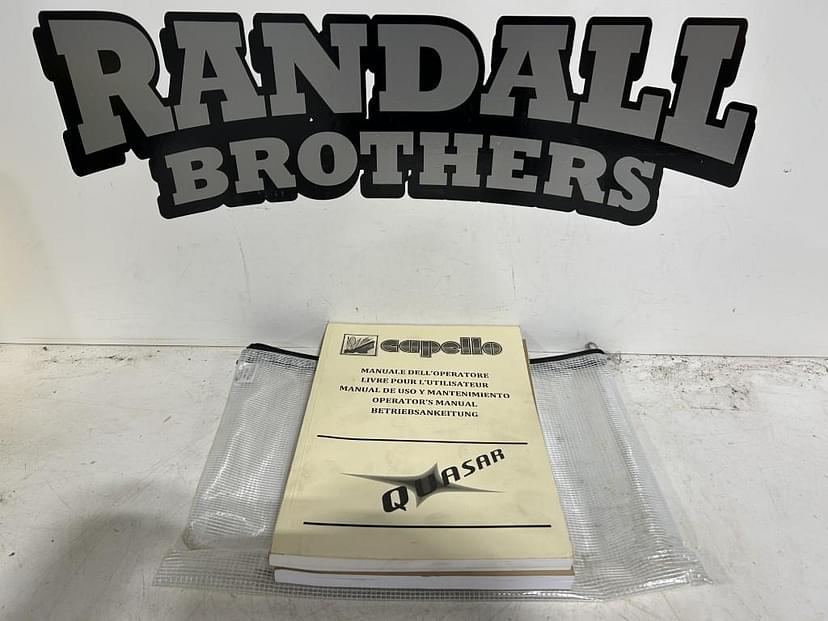 RANDALL
BROTHERS
capello
MANUALE DELL'OPERATORE
LIVRE POUR L'UTILISATEUR
MANUAL DE USO Y MANTENIMIENTO
OPERATOR'S MANUAL
BETRIEBSANKEITUNG
QUASAR